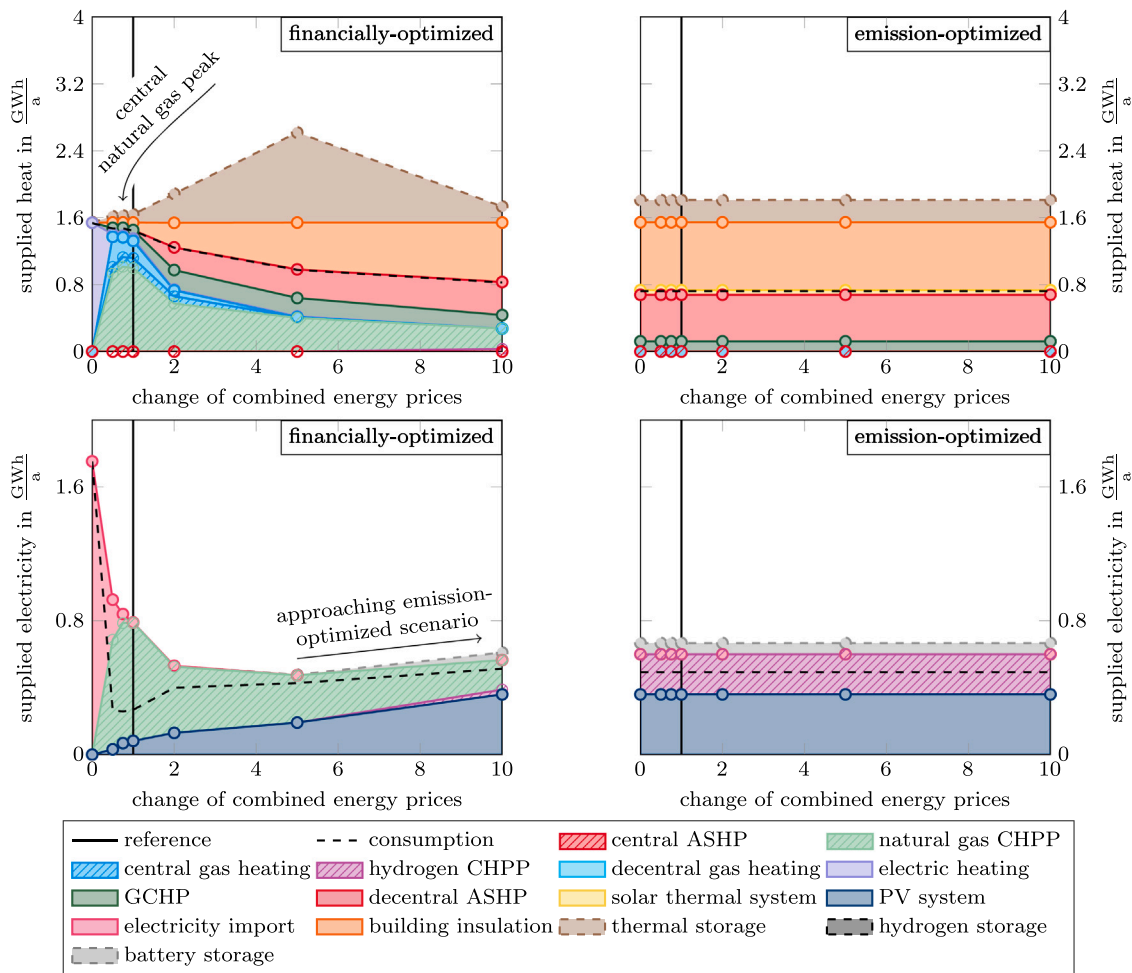 financially-optimized
emission-optimized
4
3.2
2.4
1.6
0.8
0
supplied heat in GWh/a
central
natural gas peak
0 2 4 6 8 10
change of combined energy prices
4
3.2
2.4
1.6
0.8
0
supplied heat in GWh/a
0 2 4 6 8 10
change of combined energy prices
financially-optimized
emission-optimized
1.6
0.8
0
supplied electricity in GWh/a
approaching emission-
optimized scenario
0 2 4 6 8 10
change of combined energy prices
1.6
0.8
0
supplied electricity in GWh/a
0 2 4 6 8 10
change of combined energy prices
reference consumption central ASHP natural gas CHPP
central gas heating hydrogen CHPP decentral gas heating electric heating
GCHP decentral ASHP solar thermal system PV system
electricity import building insulation thermal storage hydrogen storage
battery storage